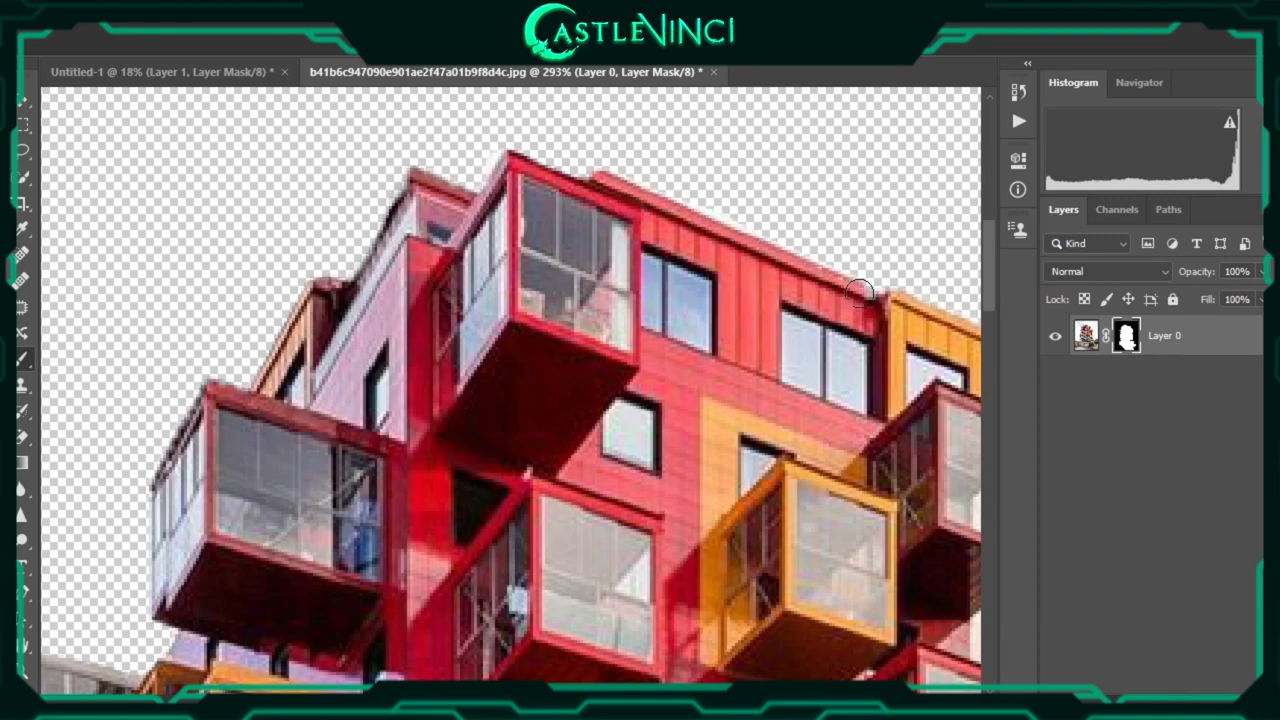 CASTLEVINCI
Untitled-1 @ 18% (Layer 1, Layer Mask/8) *
b41b6c947090e901ae2f47a01b9f8d4c.jpg @ 293% (Layer 0, Layer Mask/8) *
Histogram
Navigator
Layers
Channels
Paths
Kind
Normal
Opacity: 100%
Lock:
Fill: 100%
Layer 0